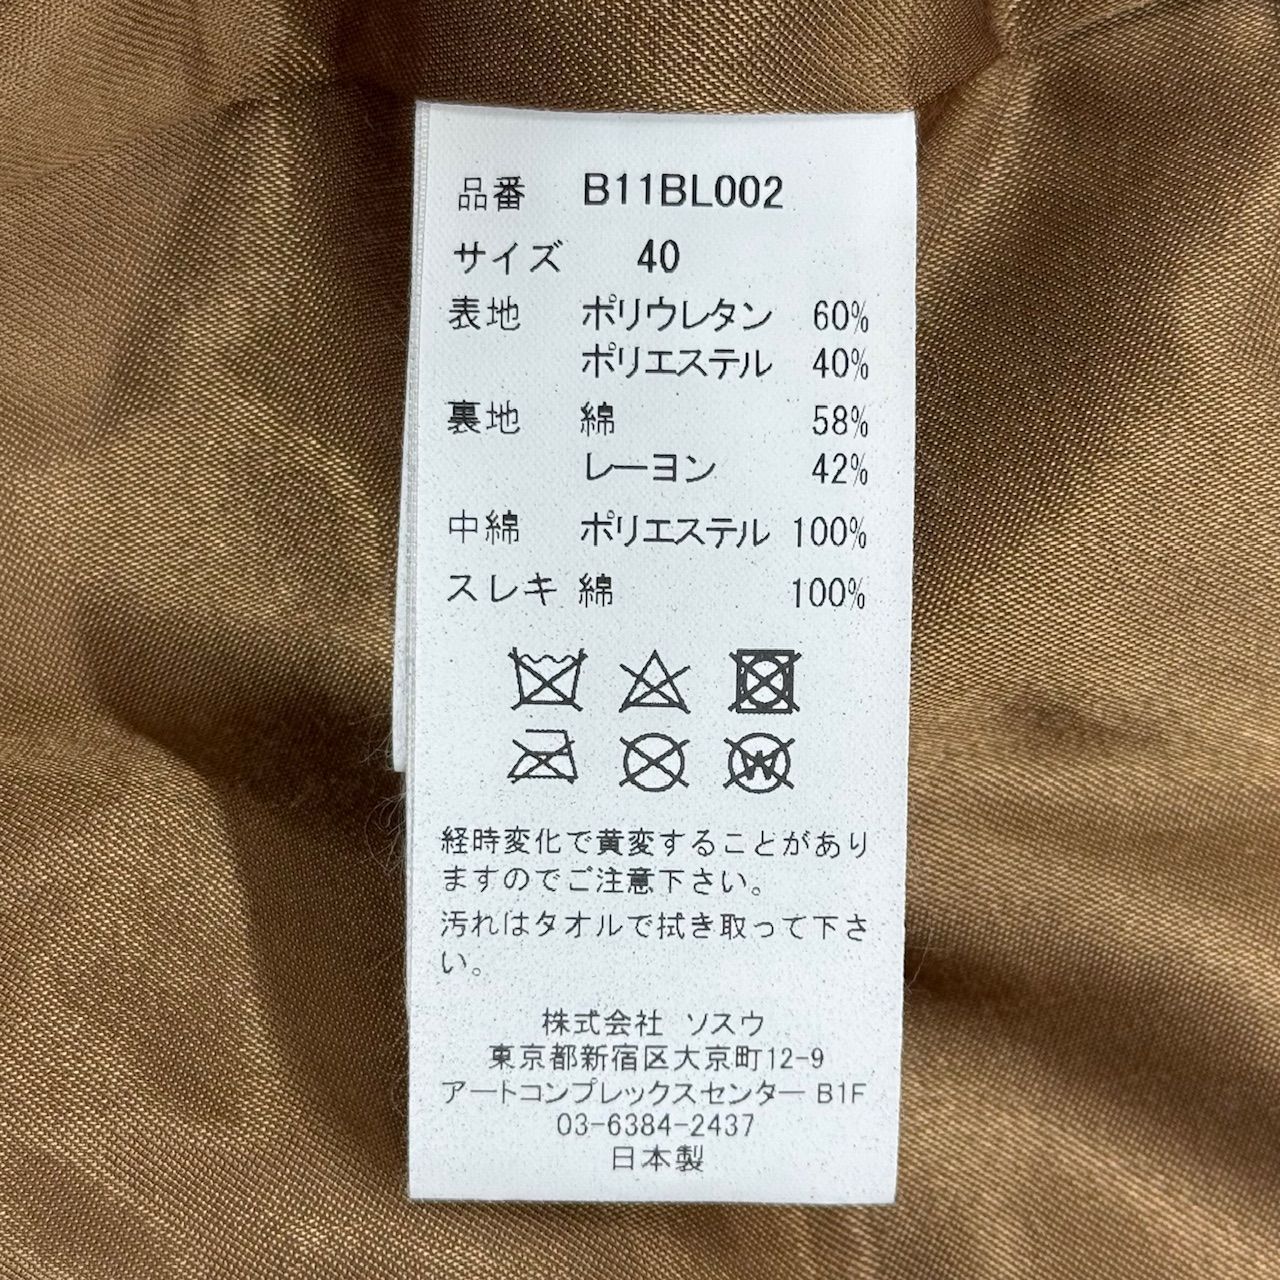 品番 B11BL002
サイズ 40
表地 ポリウレタン 60%
ポリエステル 40%
裏地 綿 58%
レーヨン 42%
中綿 ポリエステル 100%
スレキ 綿 100%
W
経時変化で黄変することがあり
ますのでご注意下さい。
汚れはタオルで拭き取って下さ
い。
株式会社 ソスウ
東京都新宿区大京町12-9
アートコンプレックスセンター B1F
03-6384-2437
日本製